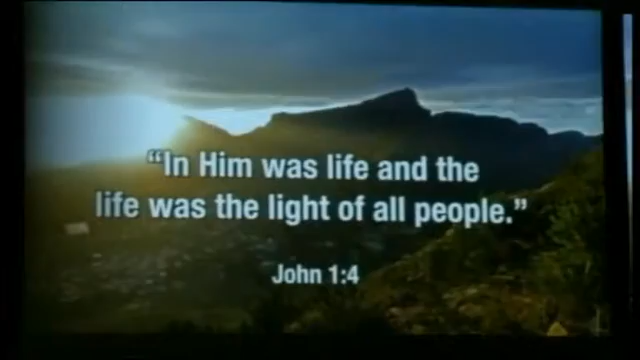 “In Him was life and the
life was the light of all people.”
John 1:4